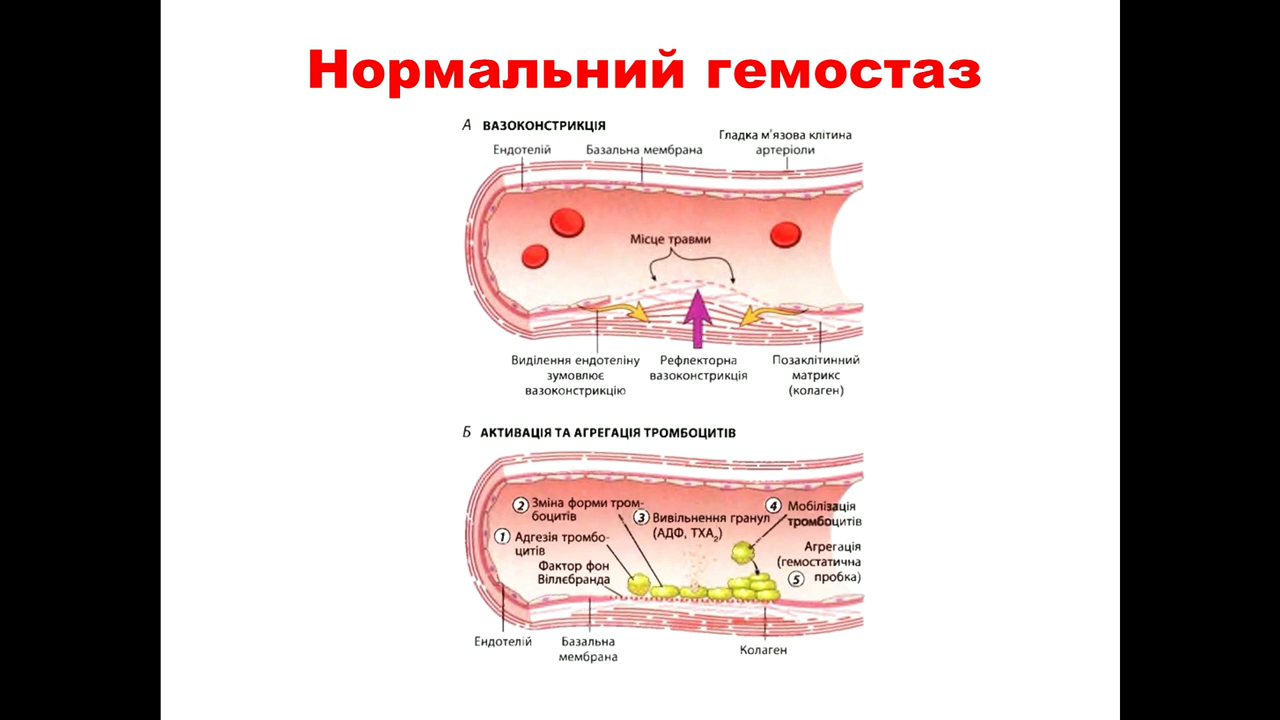 Нормальний гемостаз
А ВАЗОКОНСТРИКЦІЯ
Ендотелій
Базальна мембрана
Гладка м'язова клітина
артеріоли
Місце травми
Виділення ендотеліну
зумовлює
вазоконстрикцію
Рефлекторна
вазоконстрикція
Позаклітинний
матрикс
(колаген)
Б АКТИВАЦІЯ ТА АГРЕГАЦІЯ ТРОМБОЦИТІВ
1 Адгезія тромбо-
цитів
2 Зміна форми тром-
боцитів
3 Вивільнення гранул
(АДФ, ТХА2)
4 Мобілізація
тромбоцитів
Агрегація
(гемостатична
5 пробка)
Фактор фон
Віллєбранда
Ендотелій
Базальна
мембрана
Колаген